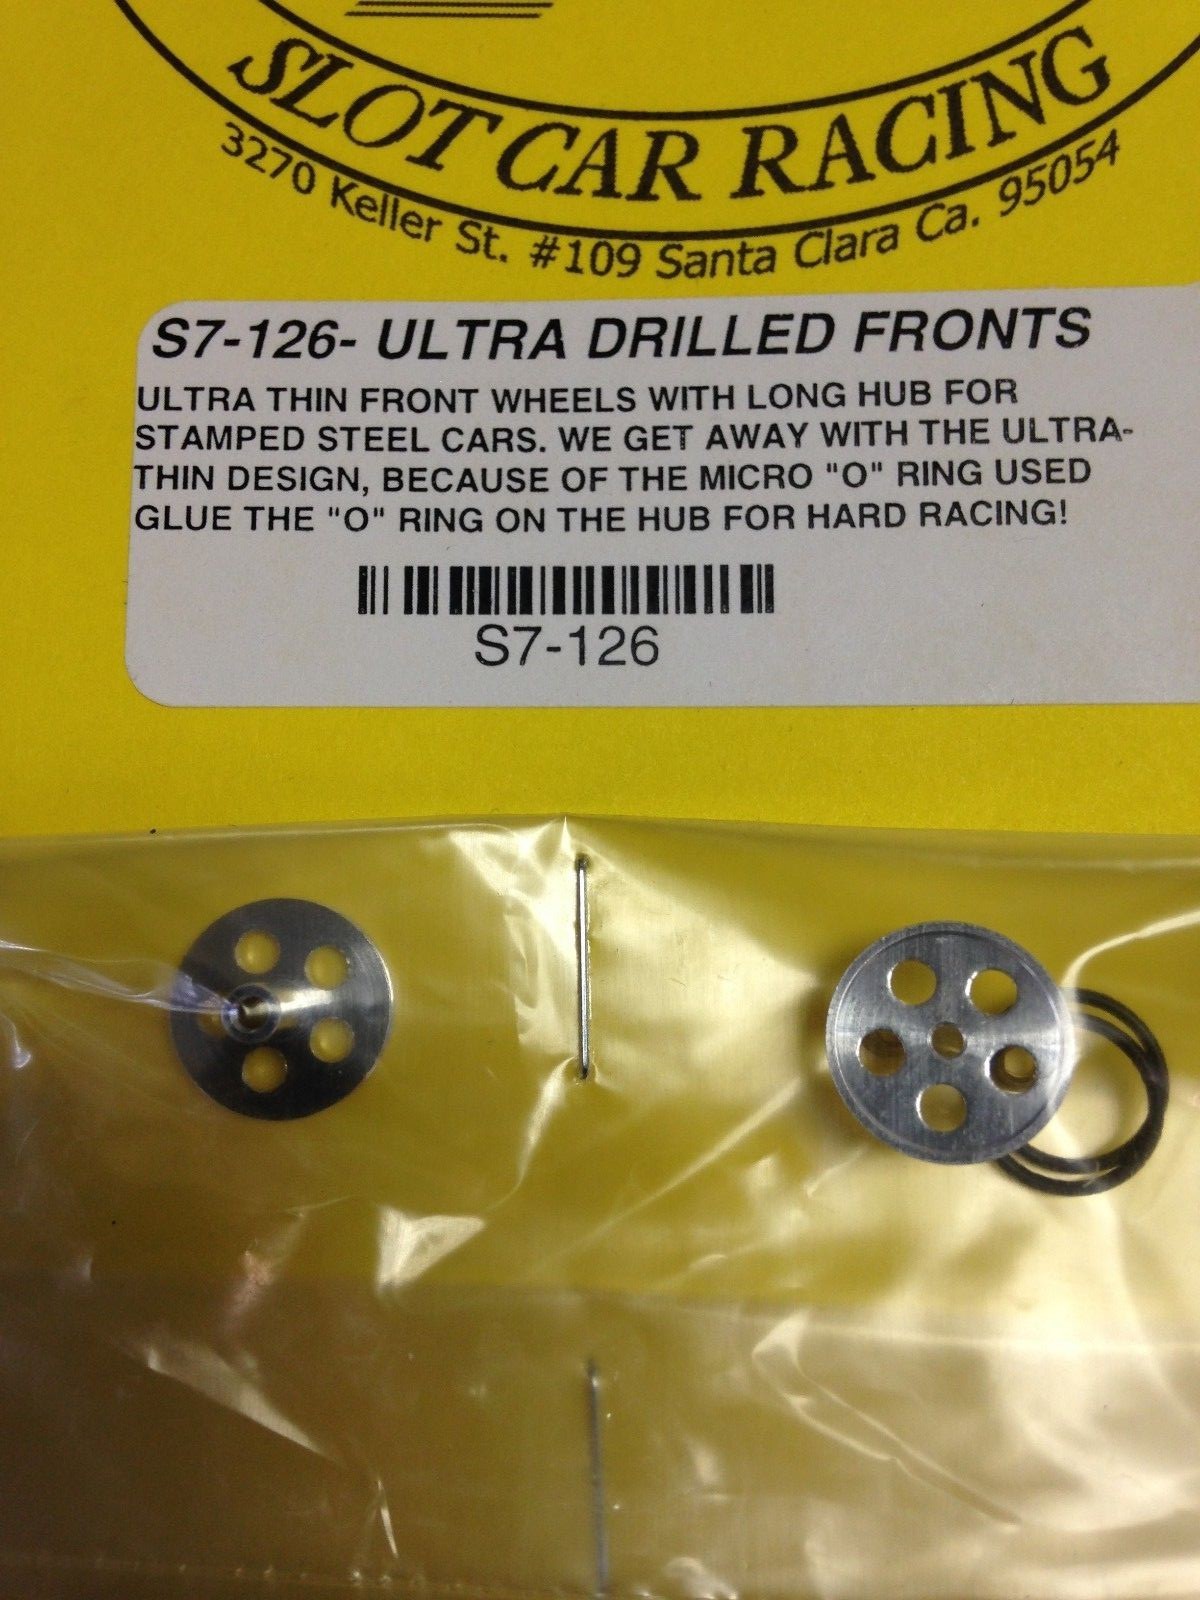 SLOT CAR RACING
3270 Keller St. #109 Santa Clara Ca. 95054
S7-126- ULTRA DRILLED FRONTS
ULTRA THIN FRONT WHEELS WITH LONG HUB FOR
STAMPED STEEL CARS. WE GET AWAY WITH THE ULTRA-
THIN DESIGN, BECAUSE OF THE MICRO "O" RING USED
GLUE THE "O" RING ON THE HUB FOR HARD RACING!
S7-126